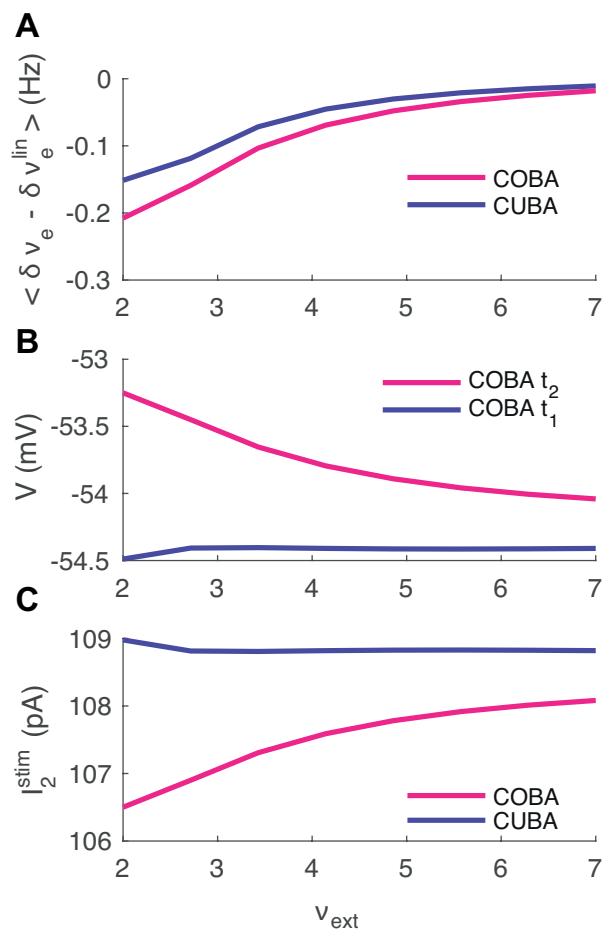 A
< δ ν_e - δ ν_e^lin > (Hz)
0
-0.1
-0.2
-0.3
COBA
CUBA
2 3 4 5 6 7
B
V (mV)
-53
-53.5
-54
-54.5
COBA t_2
COBA t_1
2 3 4 5 6 7
C
I_2^stim (pA)
109
108
107
106
COBA
CUBA
2 3 4 5 6 7
ν_ext